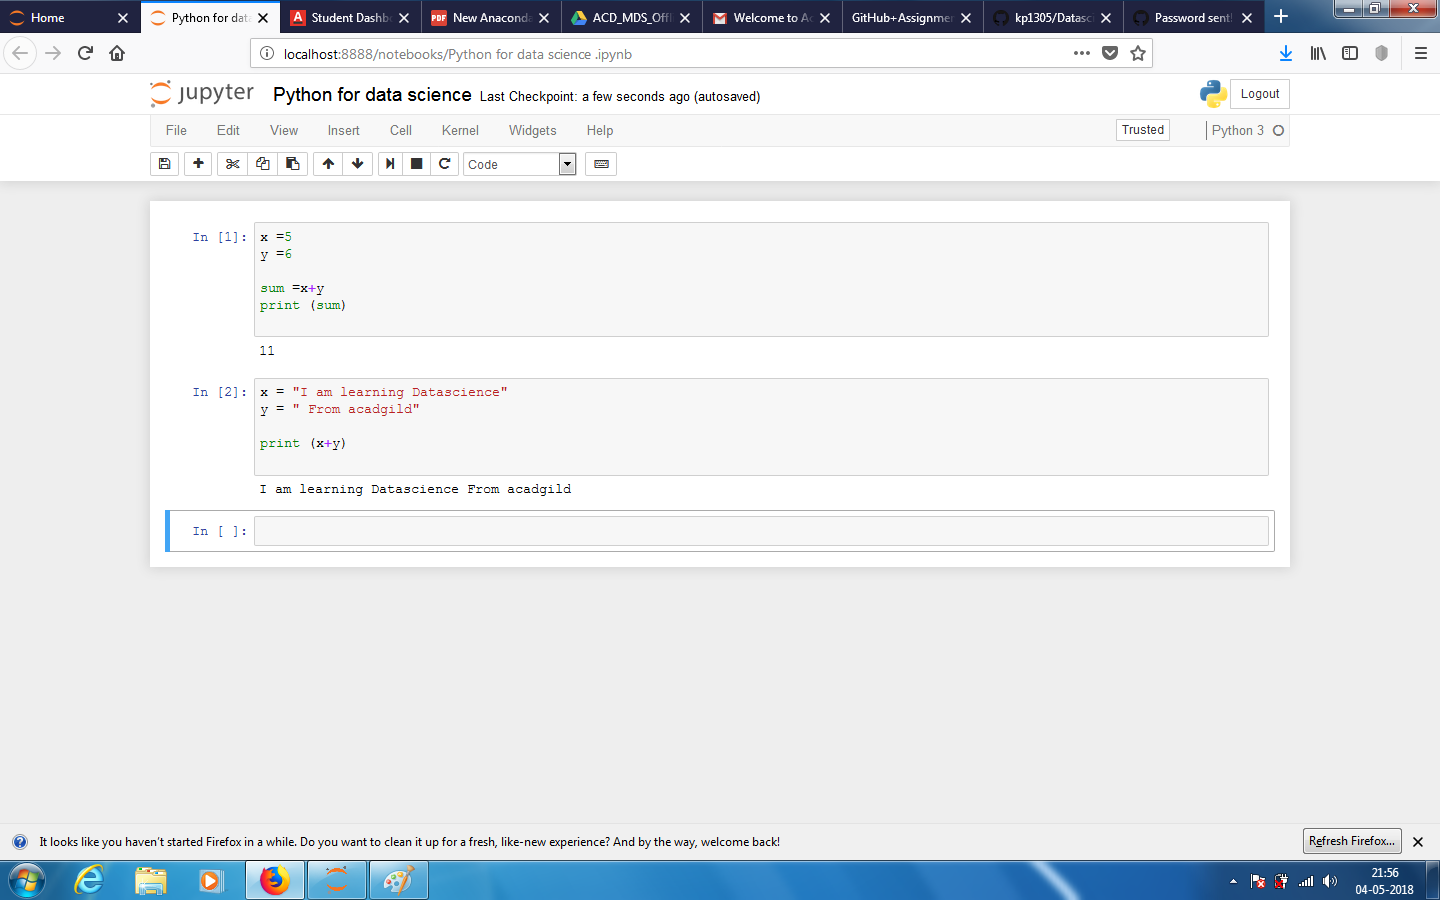 Home
Python for dat
Student Dashb
New Anaconda
ACD_MDS_Offl
Welcome to Ac
GitHub+Assignmen
kp1305/Datasci
Password sent!
localhost:8888/notebooks/Python for data science .ipynb
jupyter Python for data science Last Checkpoint: a few seconds ago (autosaved)
Logout
File Edit View Insert Cell Kernel Widgets Help
Trusted Python 3
Code
In [1]: x =5
y =6
sum =x+y
print (sum)
11
In [2]: x = "I am learning Datascience"
y = " From acadgild"
print (x+y)
I am learning Datascience From acadgild
In [ ]:
It looks like you haven't started Firefox in a while. Do you want to clean it up for a fresh, like-new experience? And by the way, welcome back!
Refresh Firefox...
21:56
04-05-2018